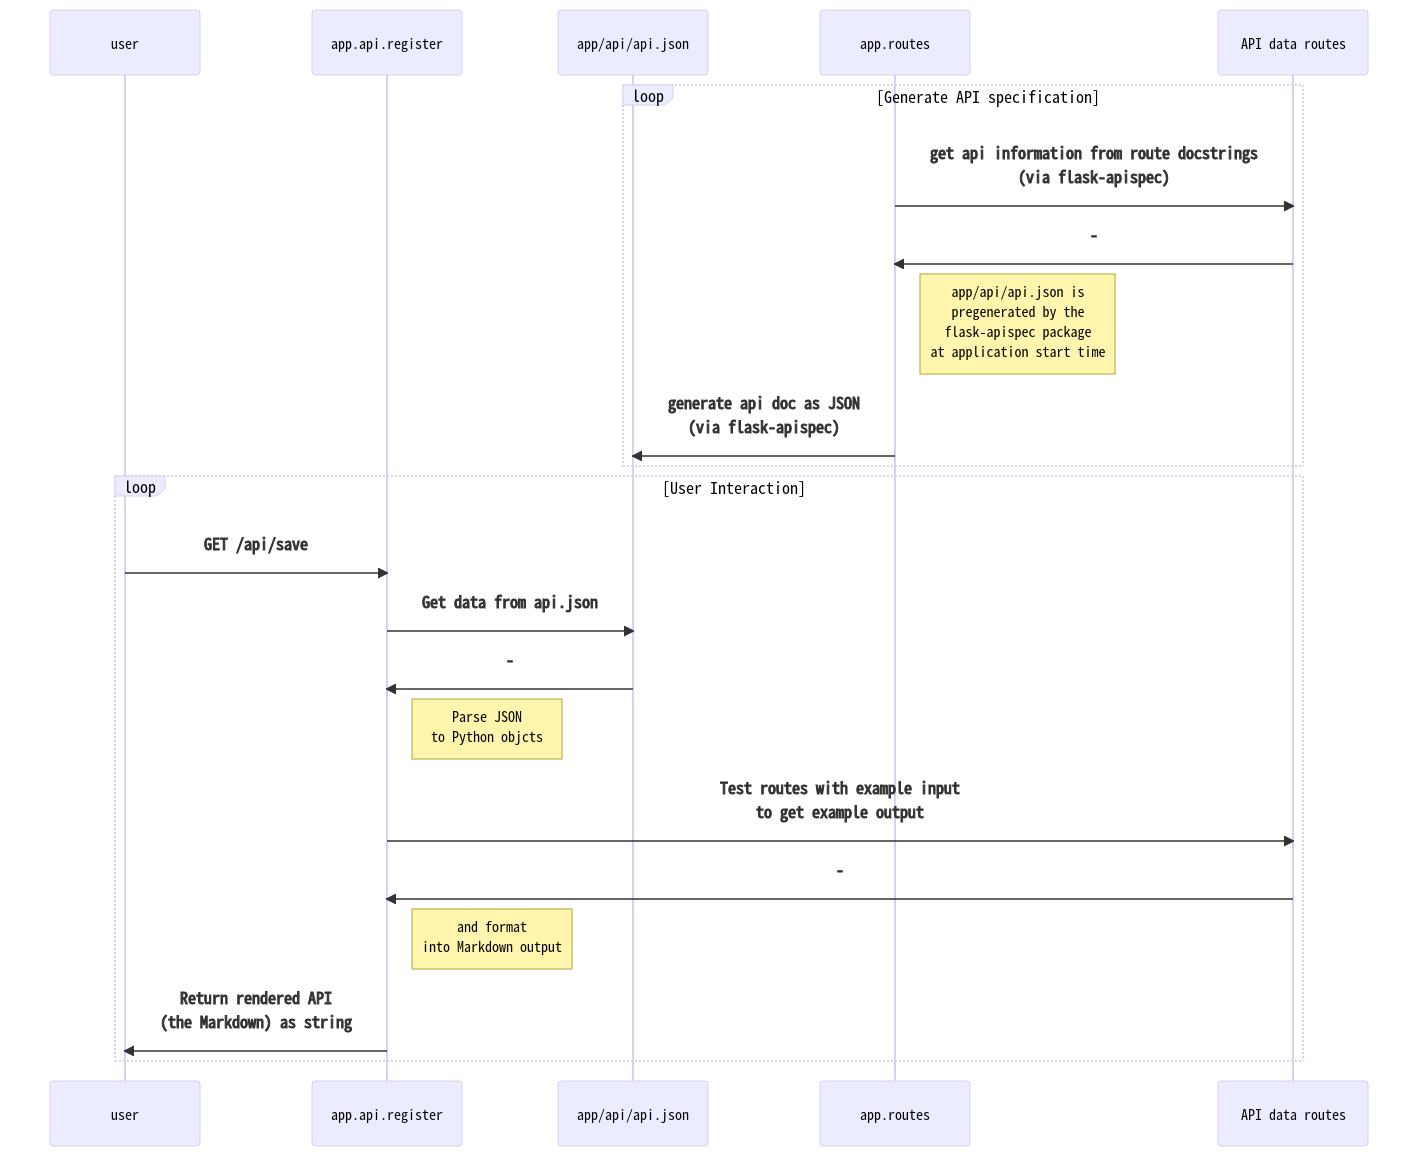 user
app.api.register
app/api/api.json
app.routes
API data routes
loop
[Generate API specification]
get api information from route docstrings
(via flask-apispec)
-
app/api/api.json is
pregenerated by the
flask-apispec package
at application start time
generate api doc as JSON
(via flask-apispec)
loop
[User Interaction]
GET /api/save
Get data from api.json
-
Parse JSON
to Python objcts
Test routes with example input
to get example output
-
and format
into Markdown output
Return rendered API
(the Markdown) as string
user
app.api.register
app/api/api.json
app.routes
API data routes